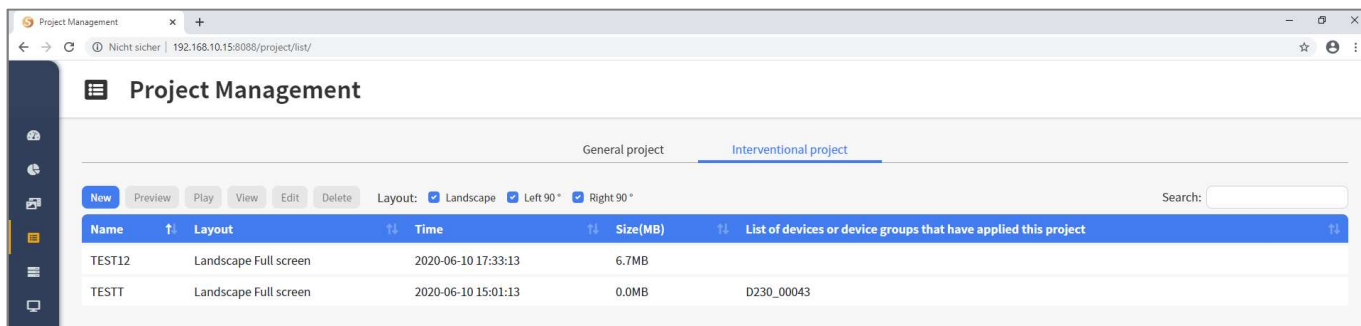 Project Management
Nicht sicher | 192.168.10.15:8088/project/list/
Project Management
General project Interventional project
New Preview Play View Edit Delete Layout: Landscape Left 90° Right 90° Search:
Name Layout Time Size(MB) List of devices or device groups that have applied this project
TEST12 Landscape Full screen 2020-06-10 17:33:13 6.7MB
TESTT Landscape Full screen 2020-06-10 15:01:13 0.0MB D230_00043